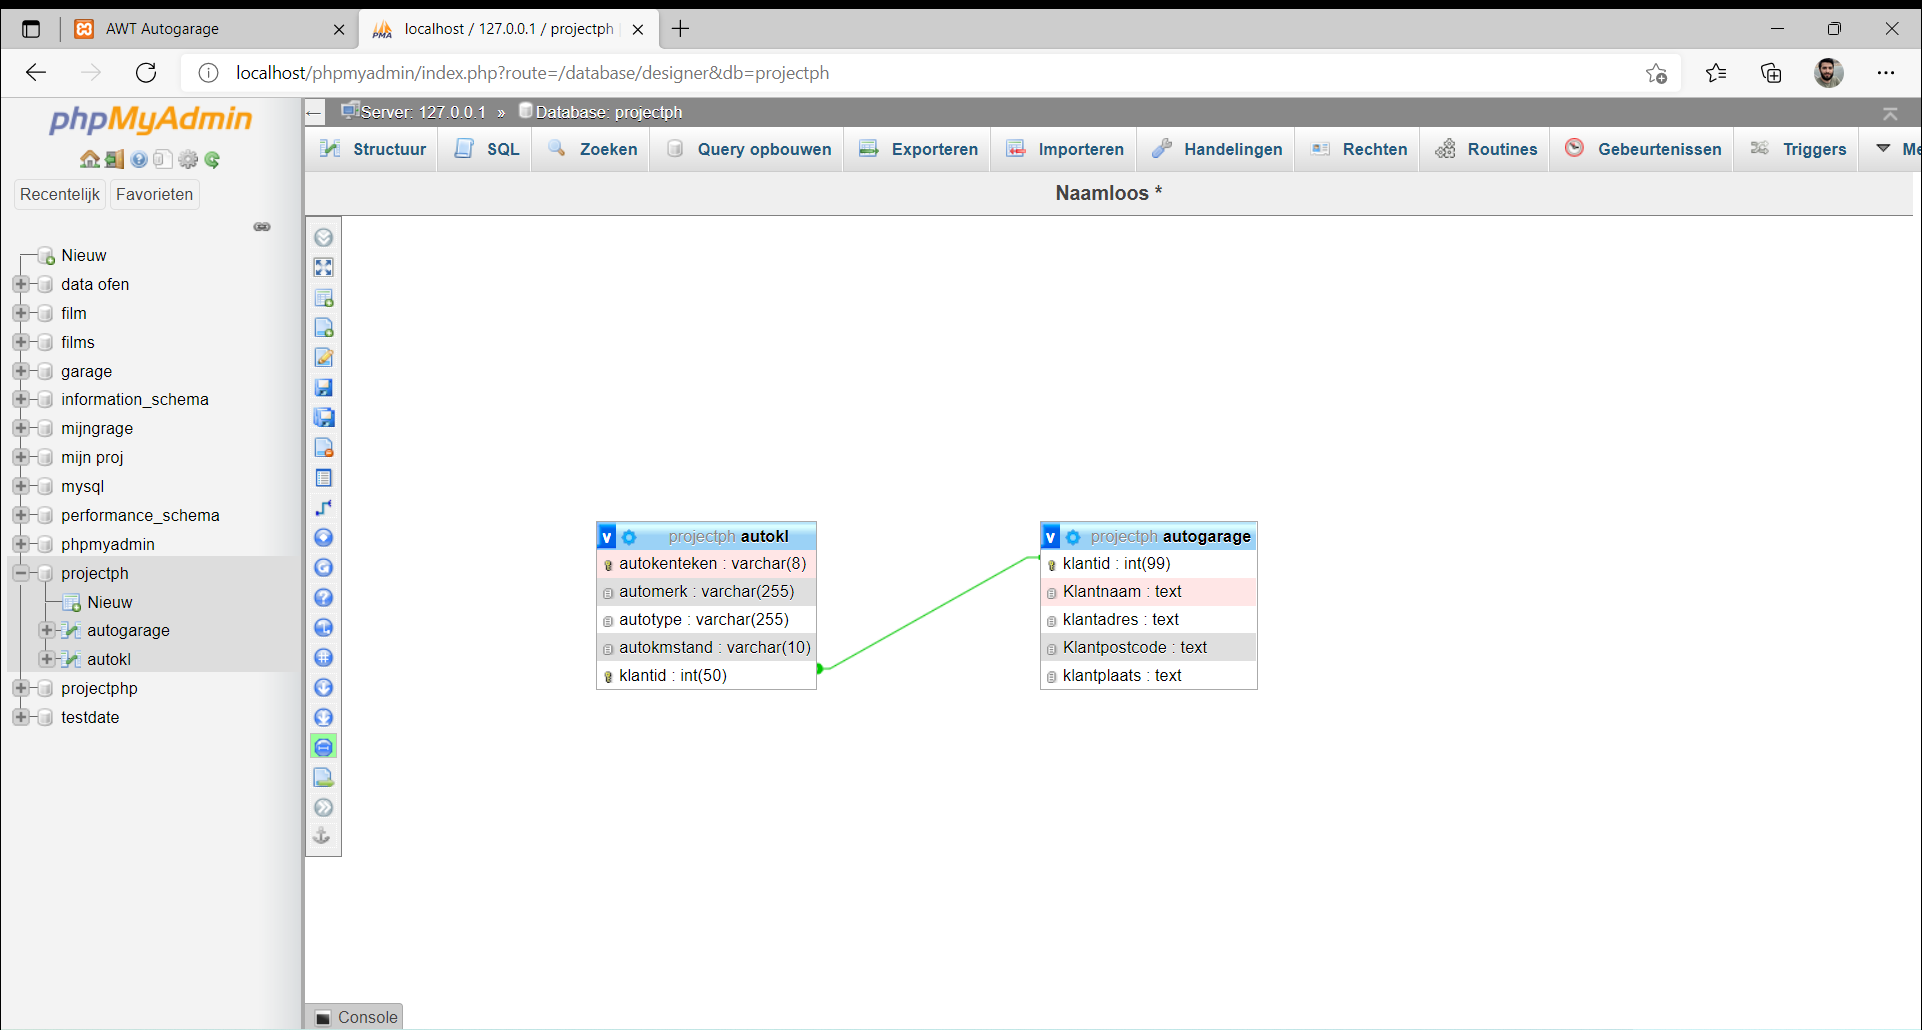 AWT Autogarage
localhost / 127.0.0.1 / projectph
localhost/phpmyadmin/index.php?route=/database/designer&db=projectph
phpMyAdmin
Recentelijk
Favorieten
Nieuw
data ofen
film
films
garage
information_schema
mijngrage
mijn proj
mysql
performance_schema
phpmyadmin
projectph
Nieuw
autogarage
autokl
projectphp
testdate
Server: 127.0.0.1 » Database: projectph
Structuur
SQL
Zoeken
Query opbouwen
Exporteren
Importeren
Handelingen
Rechten
Routines
Gebeurtenissen
Triggers
Naamloos *
v projectph autokl
autokenteken : varchar(8)
automerk : varchar(255)
autotype : varchar(255)
autokmstand : varchar(10)
klantid : int(50)
v projectph autogarage
klantid : int(99)
Klantnaam : text
klantadres : text
Klantpostcode : text
klantplaats : text
Console